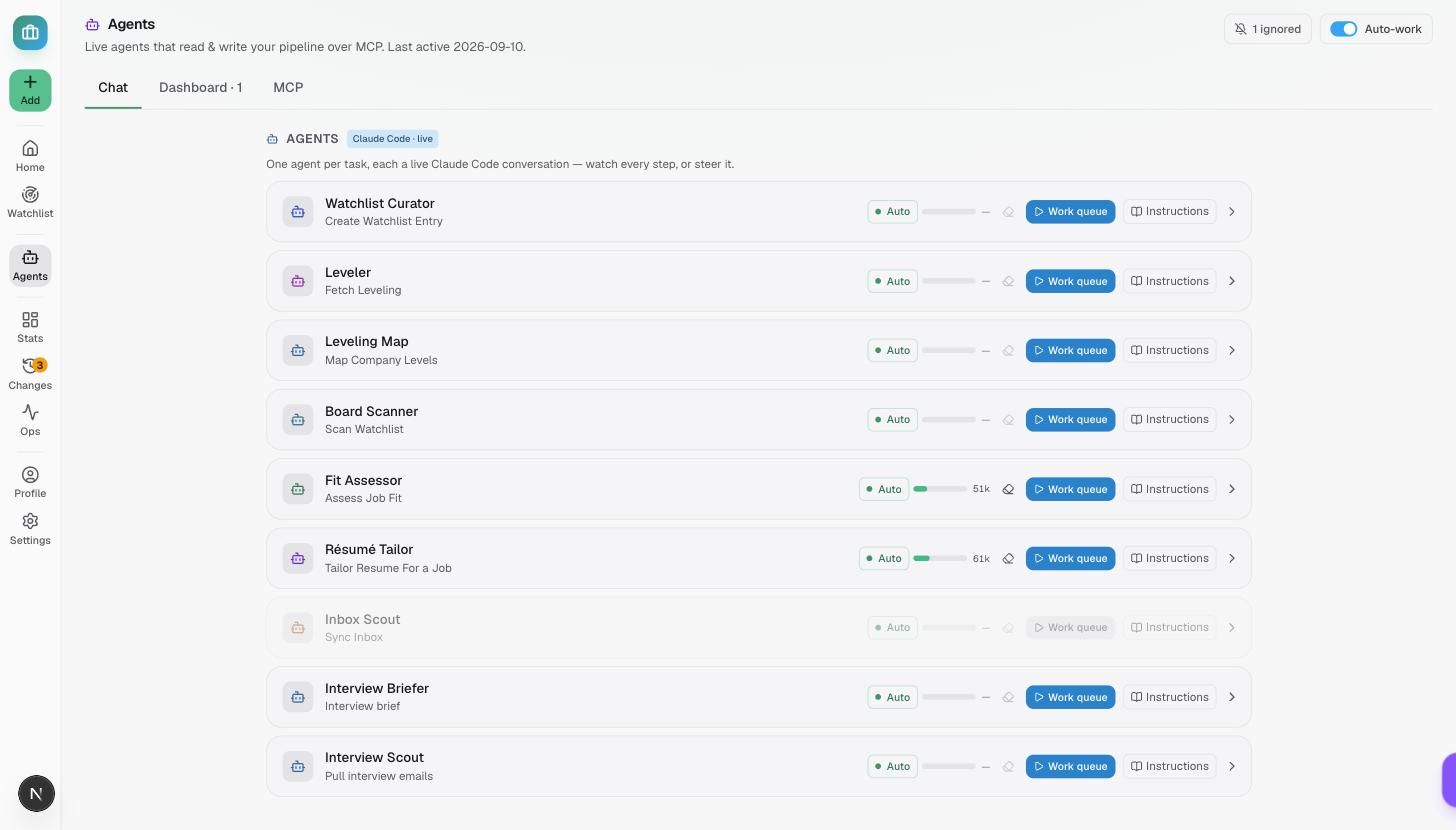 Agents
Live agents that read & write your pipeline over MCP. Last active 2026-09-10.
1 ignored
Auto-work
Chat
Dashboard · 1
MCP
Add
Home
Watchlist
Agents
Stats
3
Changes
Ops
Profile
Settings
N
AGENTS
Claude Code · live
One agent per task, each a live Claude Code conversation — watch every step, or steer it.
Watchlist Curator
Create Watchlist Entry
Auto
—
Work queue
Instructions
Leveler
Fetch Leveling
Auto
—
Work queue
Instructions
Leveling Map
Map Company Levels
Auto
—
Work queue
Instructions
Board Scanner
Scan Watchlist
Auto
—
Work queue
Instructions
Fit Assessor
Assess Job Fit
Auto
51k
Work queue
Instructions
Résumé Tailor
Tailor Resume For a Job
Auto
61k
Work queue
Instructions
Inbox Scout
Sync Inbox
Auto
—
Work queue
Instructions
Interview Briefer
Interview brief
Auto
—
Work queue
Instructions
Interview Scout
Pull interview emails
Auto
—
Work queue
Instructions